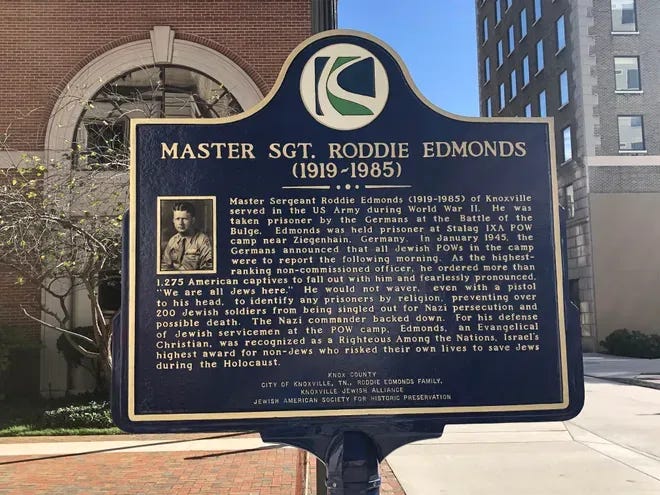 MASTER SGT. RODDIE EDMONDS
(1919-1985)
Master Sergeant Roddie Edmonds (1919-1985) of Knoxville
served in the US Army during World War II. He was
taken prisoner by the Germans at the Battle of the
Bulge. Edmonds was held prisoner at Stalag IXA POW
camp near Ziegenhain, Germany. In January 1945, the
Germans announced that all Jewish POWs in the camp
were to report the following morning. As the highest-
ranking non-commissioned officer, he ordered more than
1,275 American captives to fall out with him and fearlessly pronounced,
"We are all Jews here." He would not waver, even with a pistol
to his head, to identify any prisoners by religion, preventing over
200 Jewish soldiers from being singled out for Nazi persecution and
possible death. The Nazi commander backed down. For his defense
of Jewish servicemen at the POW camp, Edmonds, an Evangelical
Christian, was recognized as a Righteous Among the Nations, Israel's
highest award for non-Jews who risked their own lives to save Jews
during the Holocaust.
KNOX COUNTY
CITY OF KNOXVILLE, TN., RODDIE EDMONDS FAMILY,
KNOXVILLE JEWISH ALLIANCE
JEWISH AMERICAN SOCIETY FOR HISTORIC PRESERVATION